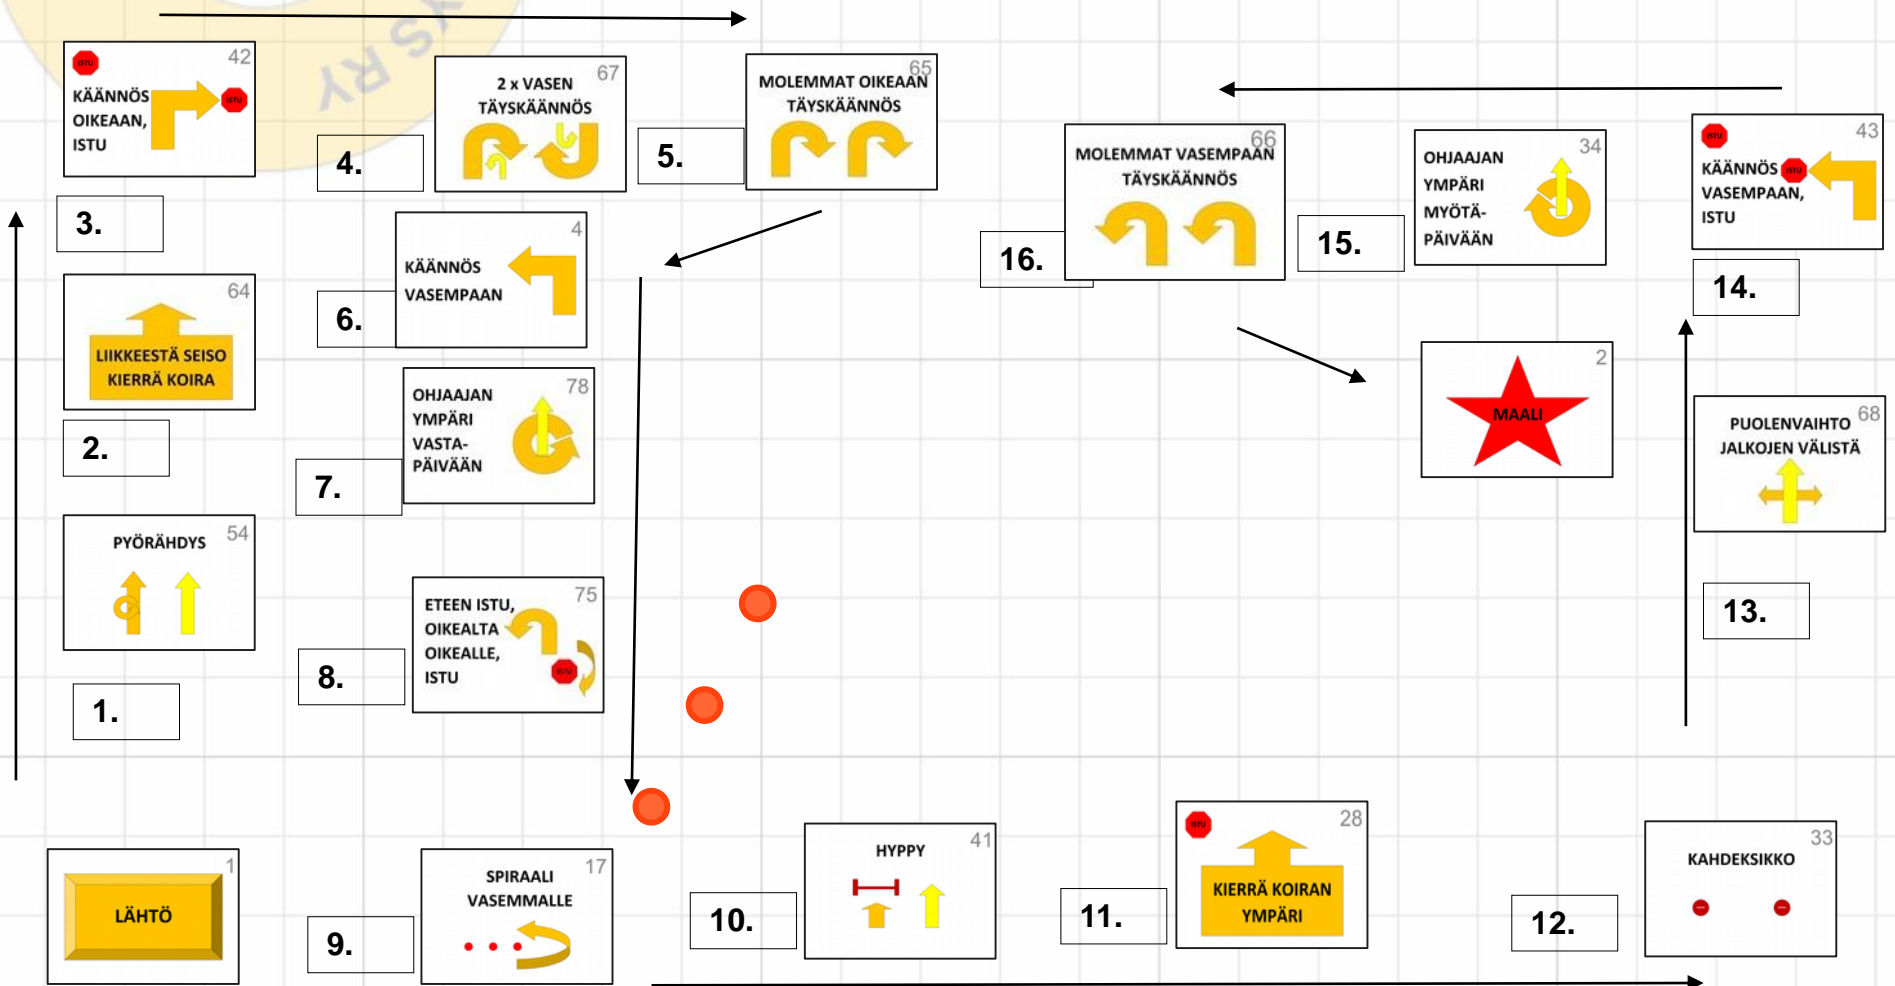 YS RY
ISTU
42
KÄÄNNÖS
OIKEAAN,
ISTU
ISTU
3.
2 x VASEN
67
TÄYSKÄÄNNÖS
4.
MOLEMMAT OIKEAAN
65
TÄYSKÄÄNNÖS
5.
66
MOLEMMAT VASEMPAAN
TÄYSKÄÄNNÖS
16.
34
OHJAAJAN
YMPÄRI
MYÖTÄ-
PÄIVÄÄN
15.
ISTU
43
KÄÄNNÖS
ISTU
VASEMPAAN,
ISTU
14.
4
KÄÄNNÖS
VASEMPAAN
6.
64
LIIKKEESTÄ SEISO
KIERRÄ KOIRA
2.
78
OHJAAJAN
YMPÄRI
VASTA-
PÄIVÄÄN
7.
2
MAALI
68
PUOLENVAIHTO
JALKOJEN VÄLISTÄ
13.
54
PYÖRÄHDYS
1.
75
ETEEN ISTU,
OIKEALTA
OIKEALLE,
ISTU
ISTU
8.
1
LÄHTÖ
17
SPIRAALI
VASEMMALLE
9.
41
HYPPY
10.
ISTU
28
KIERRÄ KOIRAN
YMPÄRI
11.
33
KAHDEKSIKKO
12.